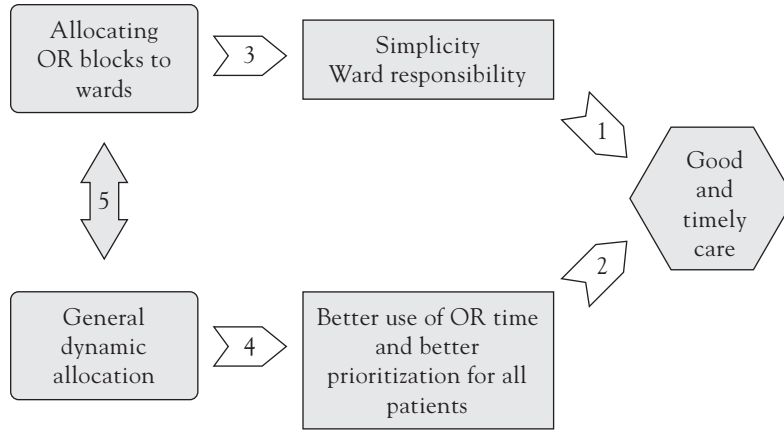 Allocating
OR blocks to
wards
3
Simplicity
Ward responsibility
1
Good
and
timely
care
5
2
General
dynamic
allocation
4
Better use of OR time
and better
prioritization for all
patients